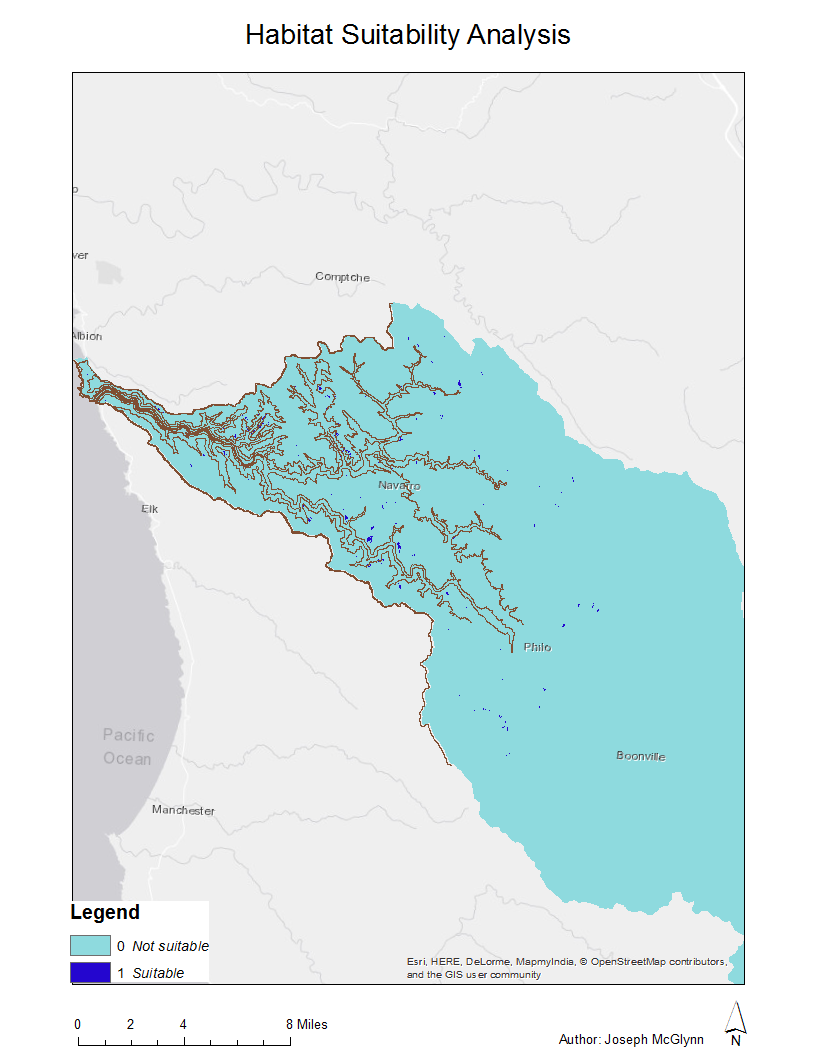 Habitat Suitability Analysis
o
ver
Comptche
Albion
Navarro
Elk
Philo
Pacific
Ocean
Boonville
Manchester
Legend
0 Not suitable
1 Suitable
Esri, HERE, DeLorme, MapmyIndia, © OpenStreetMap contributors,
and the GIS user community
0 2 4 8 Miles
Author: Joseph McGlynn
N